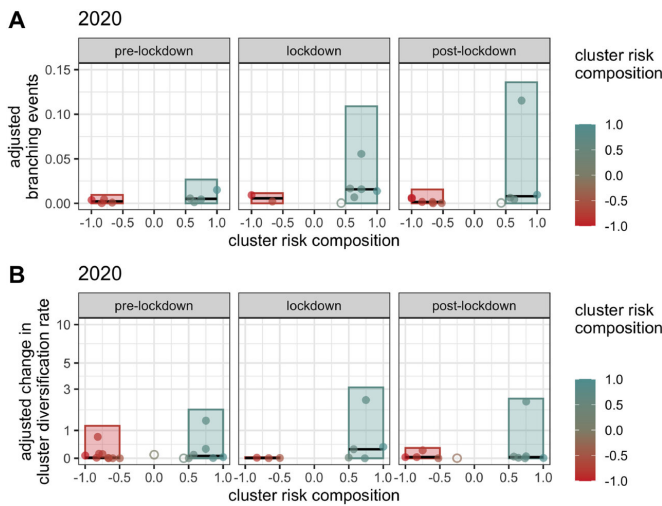 A
2020
pre-lockdown lockdown post-lockdown
adjusted
branching events
0.15
0.10
0.05
0.00
-1.0 -0.5 0.0 0.5 1.0 -1.0 -0.5 0.0 0.5 1.0 -1.0 -0.5 0.0 0.5 1.0
cluster risk composition
cluster risk
composition
1.0
0.5
0.0
-0.5
-1.0
B
2020
pre-lockdown lockdown post-lockdown
adjusted change in
cluster diversification rate
10
5
3
1
0
-1.0 -0.5 0.0 0.5 1.0 -1.0 -0.5 0.0 0.5 1.0 -1.0 -0.5 0.0 0.5 1.0
cluster risk composition
cluster risk
composition
1.0
0.5
0.0
-0.5
-1.0